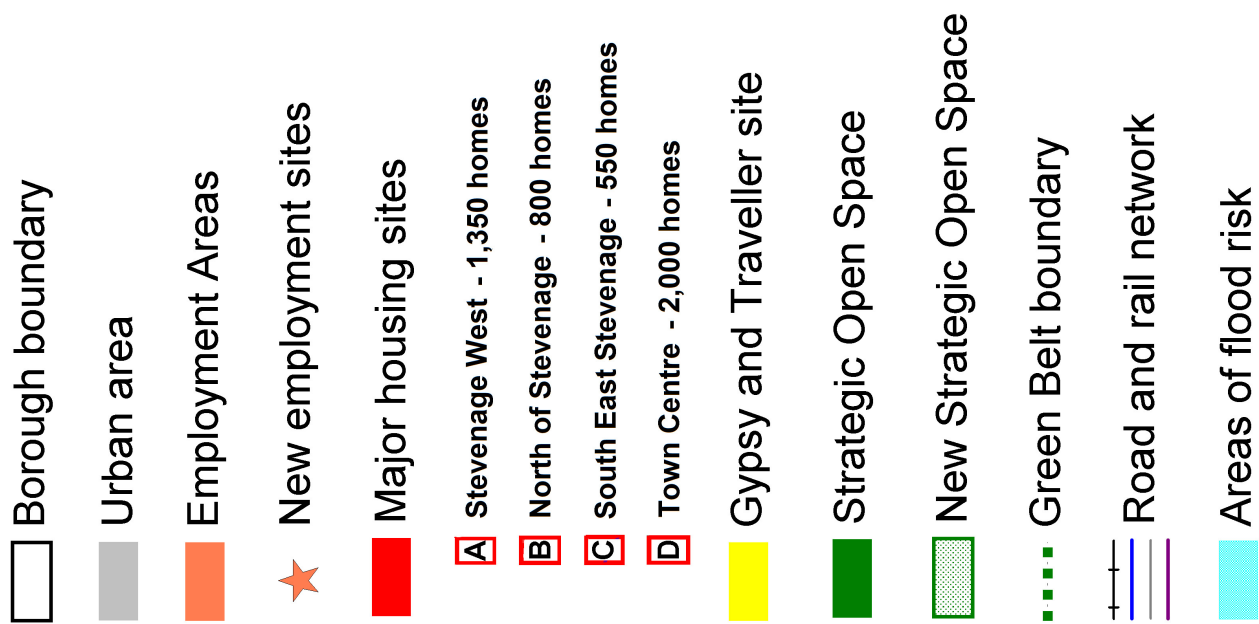 Borough boundary
Urban area
Employment Areas
New employment sites
Major housing sites
A Stevenage West - 1,350 homes
B North of Stevenage - 800 homes
C South East Stevenage - 550 homes
D Town Centre - 2,000 homes
Gypsy and Traveller site
Strategic Open Space
New Strategic Open Space
Green Belt boundary
Road and rail network
Areas of flood risk